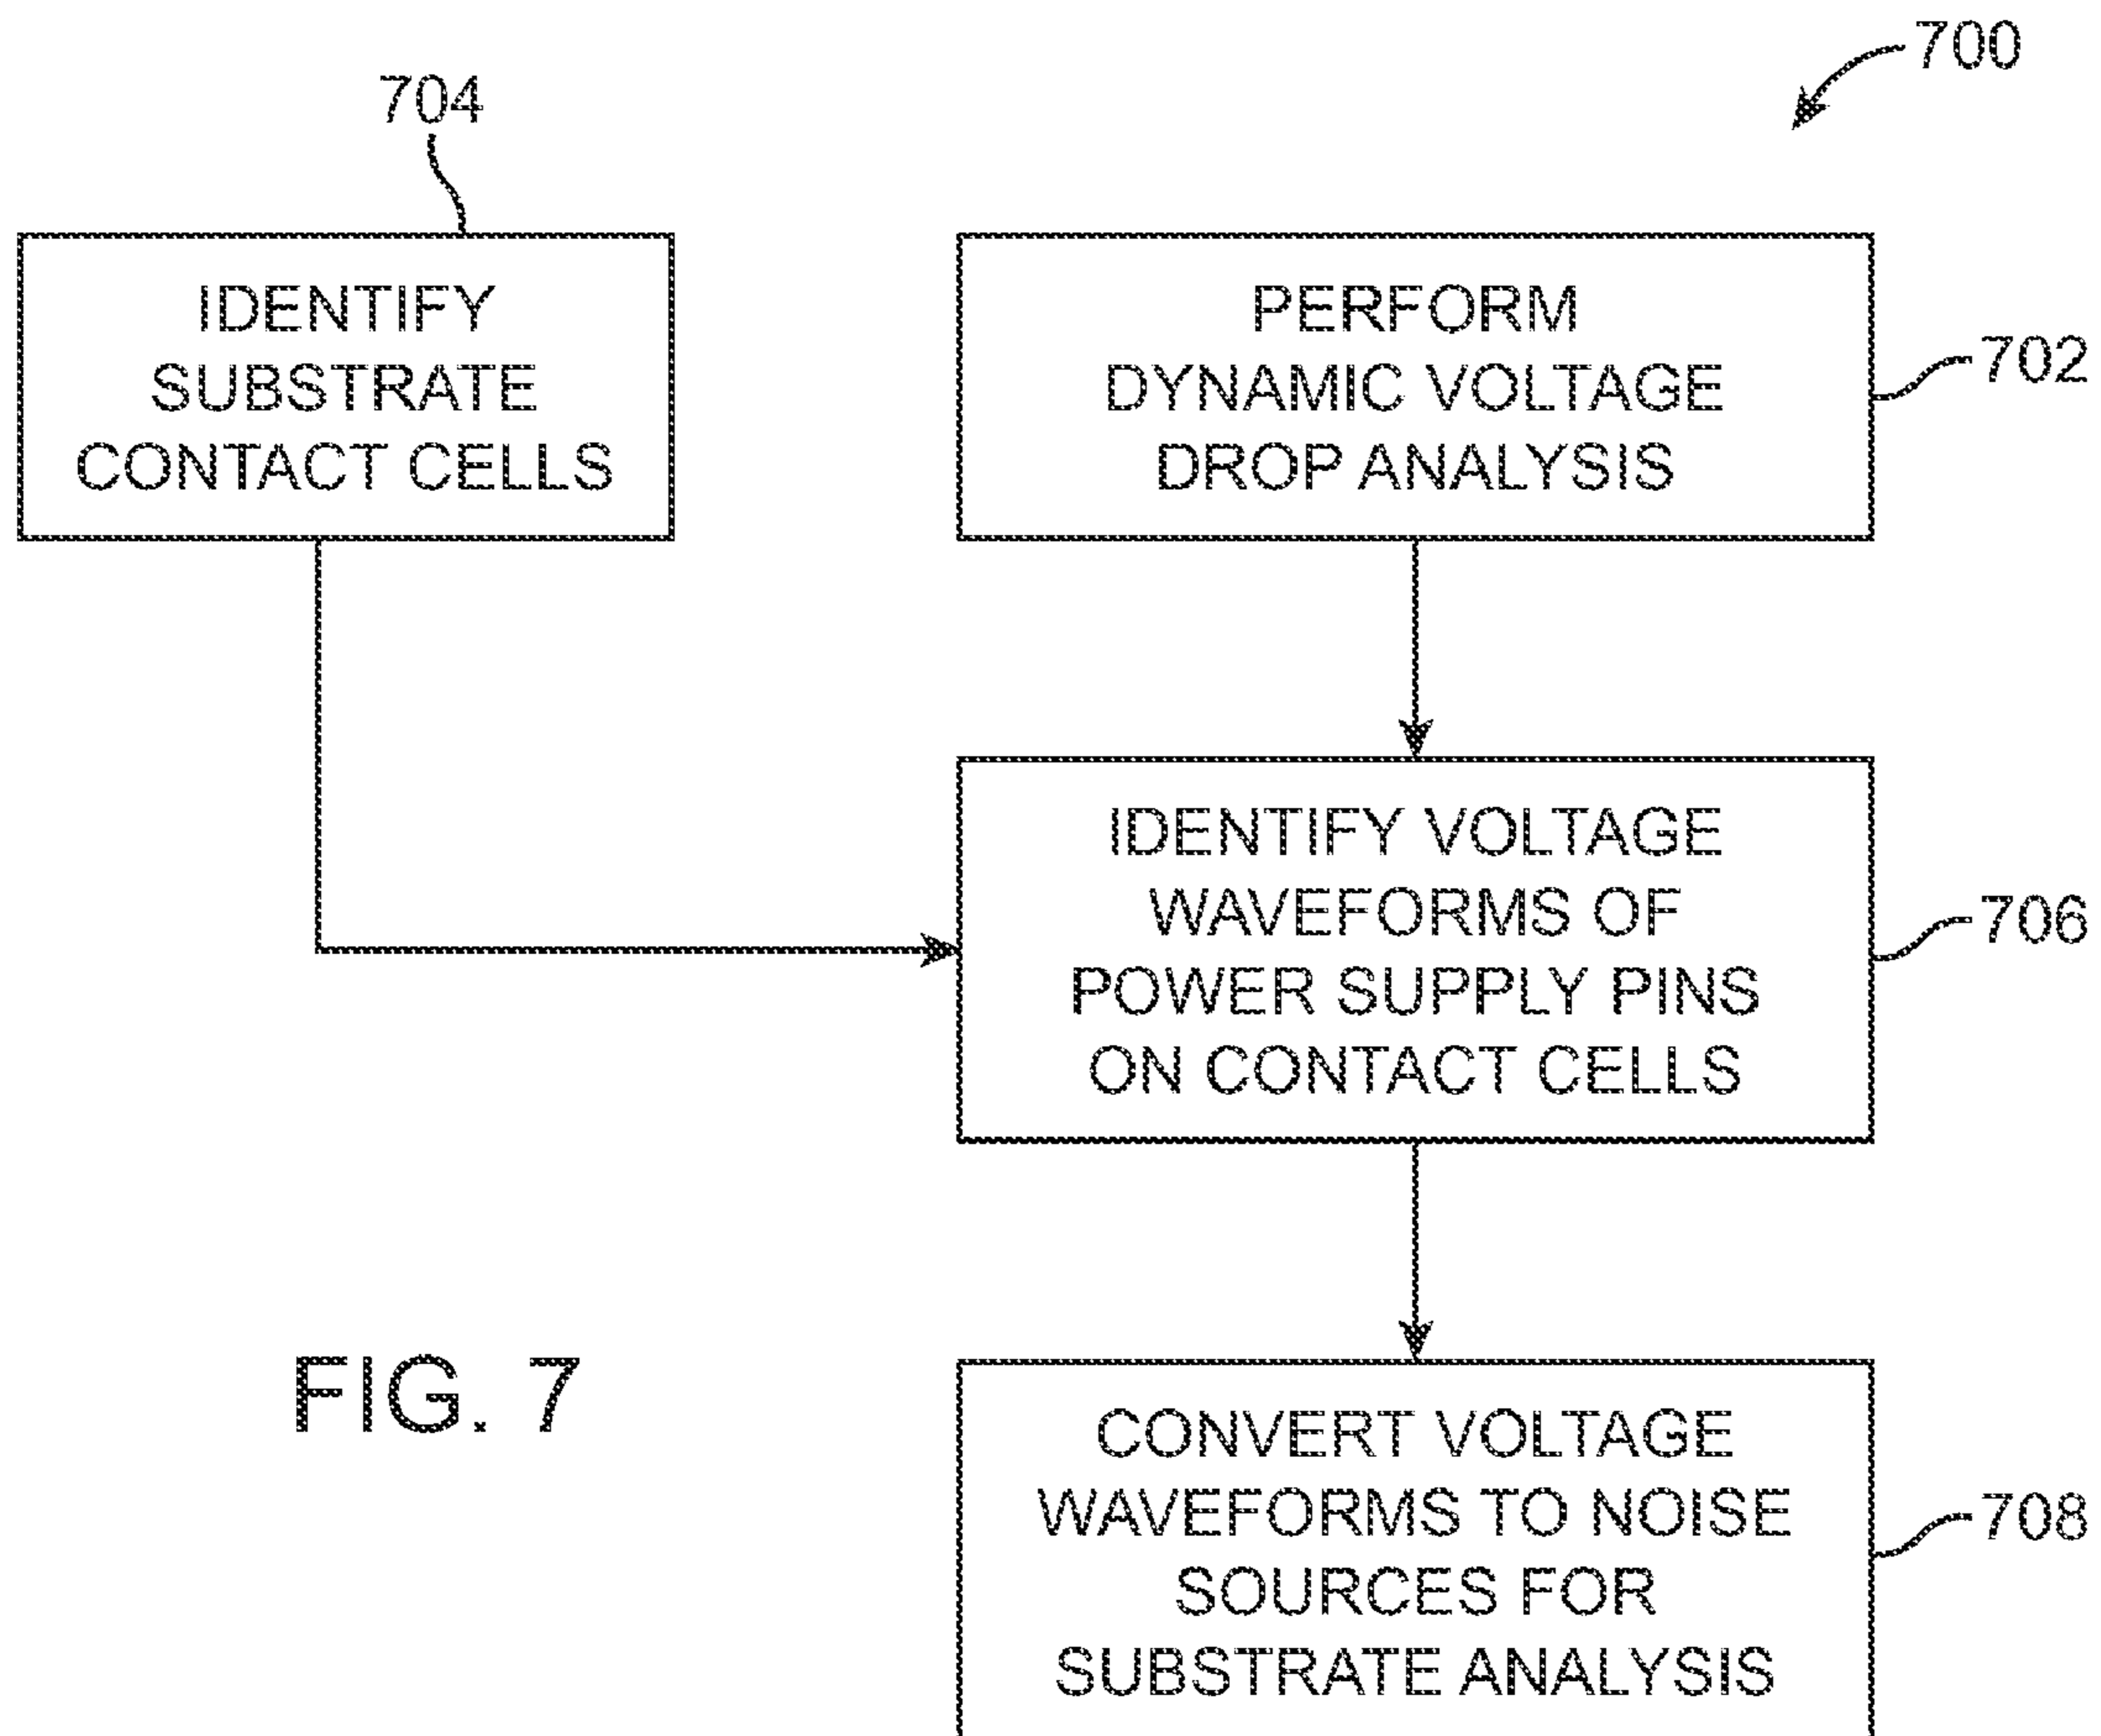 700
704
IDENTIFY
SUBSTRATE
CONTACT CELLS
PERFORM
DYNAMIC VOLTAGE
DROP ANALYSIS
702
IDENTIFY VOLTAGE
WAVEFORMS OF
POWER SUPPLY PINS
ON CONTACT CELLS
706
CONVERT VOLTAGE
WAVEFORMS TO NOISE
SOURCES FOR
SUBSTRATE ANALYSIS
708
FIG. 7